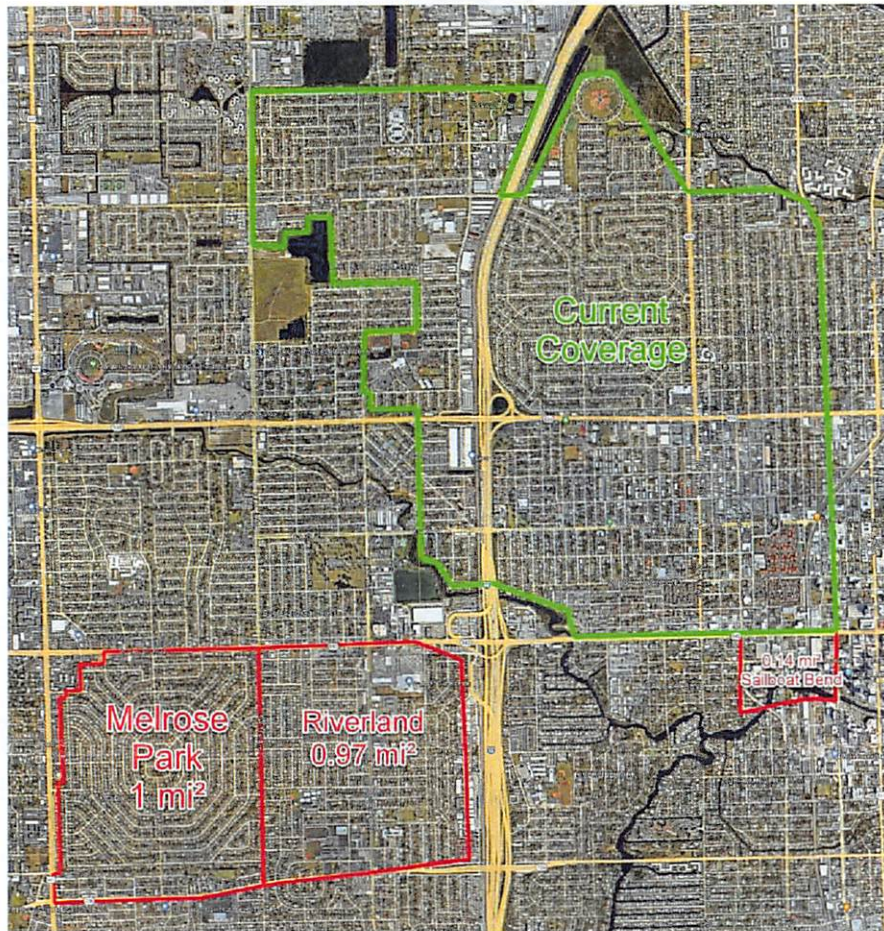 Current
Coverage
0.14 mi²
Sailboat Bend
Melrose
Park
1 mi²
Riverland
0.97 mi²